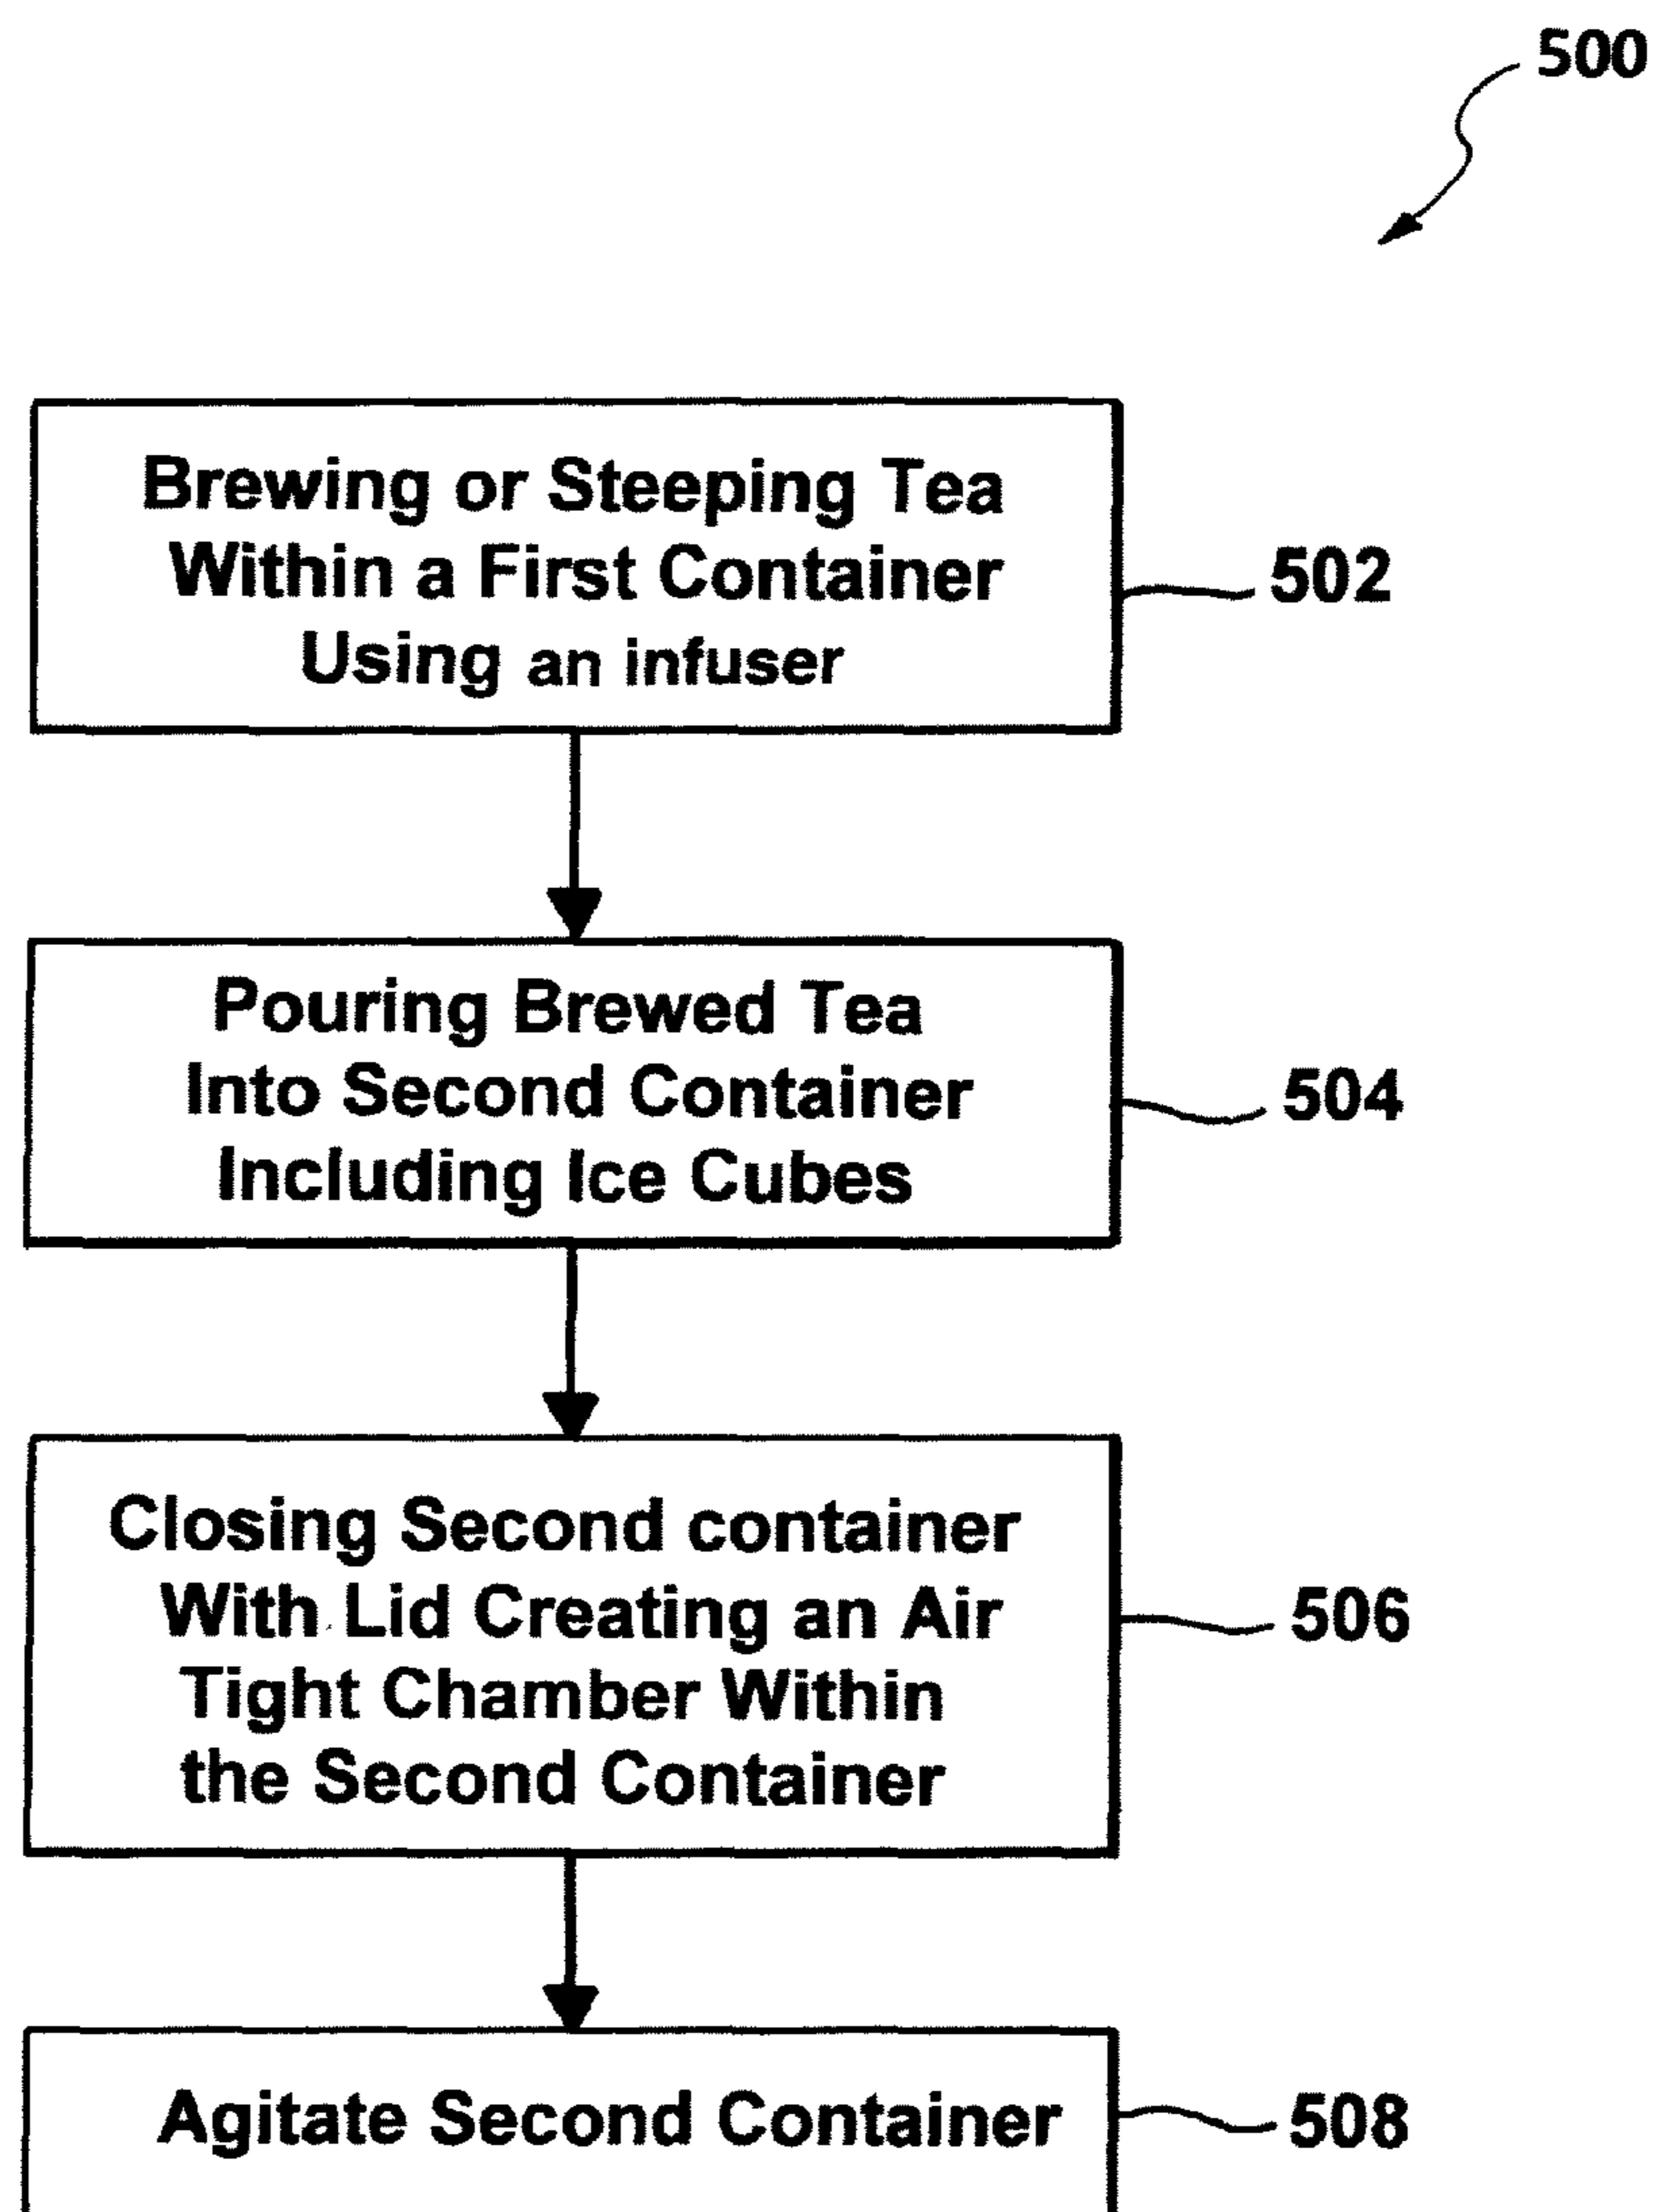 500
Brewing or Steeping Tea
Within a First Container
Using an infuser
502
Pouring Brewed Tea
Into Second Container
Including Ice Cubes
504
Closing Second container
With Lid Creating an Air
Tight Chamber Within
the Second Container
506
Agitate Second Container
508